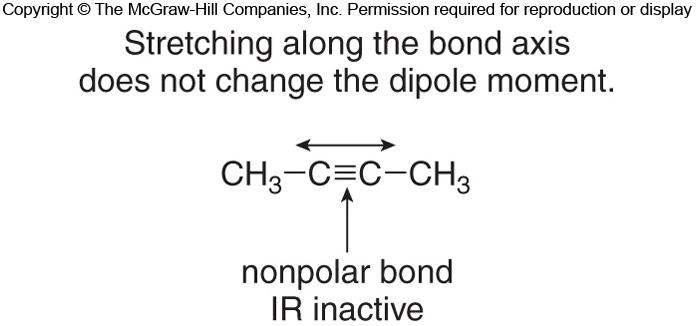 Copyright © The McGraw-Hill Companies, Inc. Permission required for reproduction or display
Stretching along the bond axis
does not change the dipole moment.
CH₃–C≡C–CH₃
nonpolar bond
IR inactive